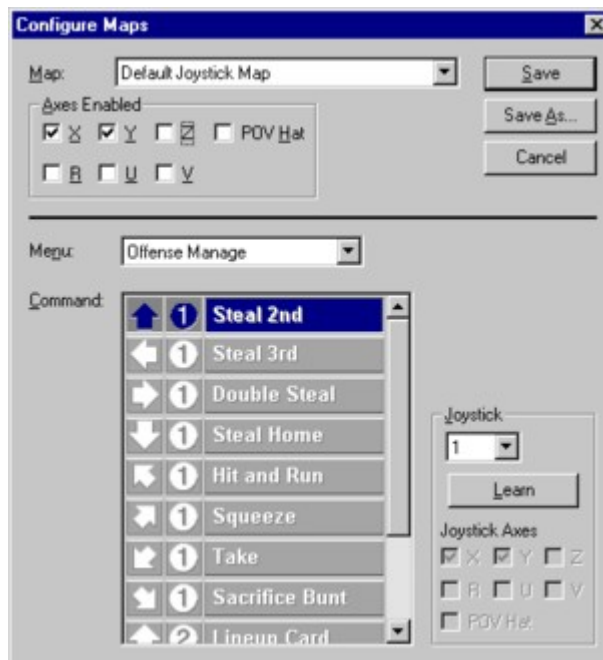 Configure Maps
Map: Default Joystick Map
Save
Axes Enabled
Save As...
X Y Z POV Hat
Cancel
R U V
Menu: Offense Manage
Command:
1 Steal 2nd
1 Steal 3rd
1 Double Steal
1 Steal Home
1 Hit and Run
1 Squeeze
1 Take
1 Sacrifice Bunt
2 Lineup Card
Joystick
1
Learn
Joystick Axes
X Y Z
R U V
POV Hat